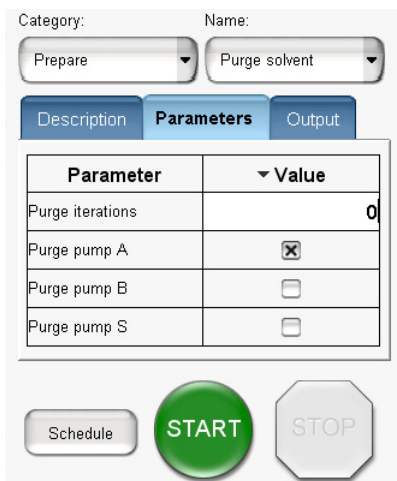 Category: Name:
Prepare Purge solvent
Description Parameters Output
Parameter Value
Purge iterations 0
Purge pump A
Purge pump B
Purge pump S
Schedule START STOP